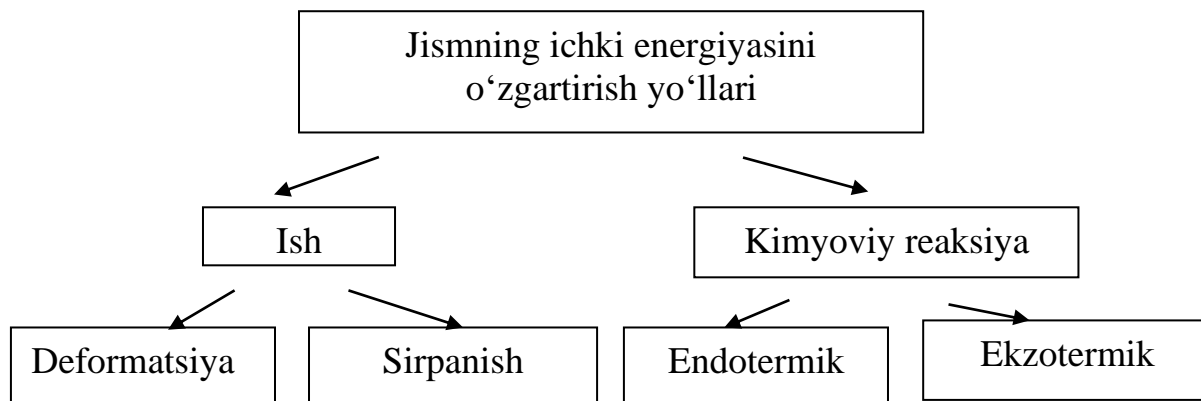 Jismning ichki energiyasini
o‘zgartirish yo‘llari
Ish
Kimyoviy reaksiya
Deformatsiya
Sirpanish
Endotermik
Ekzotermik